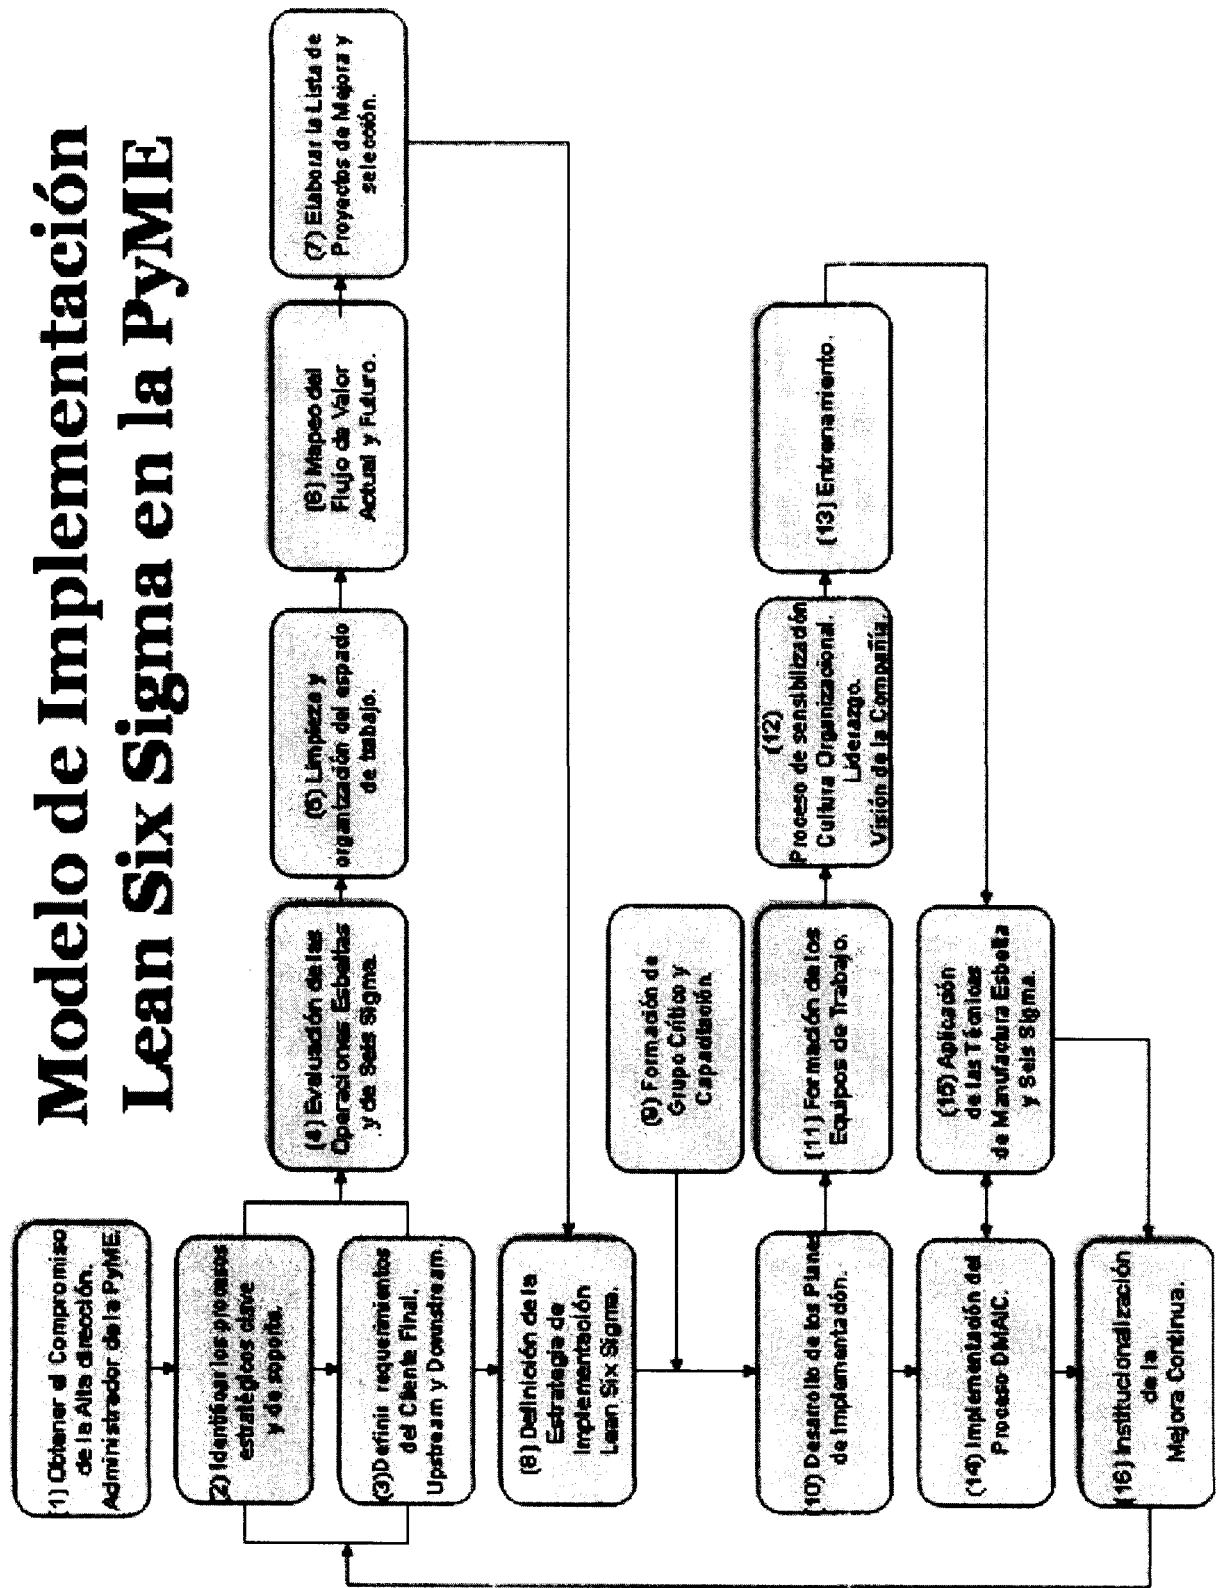 Modelo de Implementación
Lean Six Sigma en la PyME
(1) Obtener el Compromiso
de la Alta dirección.
Administrador de la PyME.
(2) Identificar los procesos
estratégicos clave
y de soporte.
(3)Definir requerimientos
del Cliente Final,
Upstream y Downstream.
(4) Evaluación de las
Operaciones Esbeltas
y de Seis Sigma.
(5) Limpieza y
organización del espacio
de trabajo.
(6) Mapeo del
Flujo de Valor
Actual y Futuro.
(7) Elaborar la Lista de
Proyectos de Mejora y
selección.
(8) Definición de la
Estrategia de
Implementación
Lean Six Sigma.
(9) Formación de
Grupo Crítico y
Capacitación.
(10) Desarrollo de los Planes
de Implementación.
(11) Formación de los
Equipos de Trabajo.
(12)
Proceso de sensibilización
Cultura Organizacional.
Liderazgo.
Visión de la Compañía.
(13) Entrenamiento.
(14) Implementación del
Proceso DMAIC.
(15) Aplicación
de las Técnicas
de Manufactura Esbelta
y Seis Sigma.
(16) Institucionalización
de la
Mejora Continua.